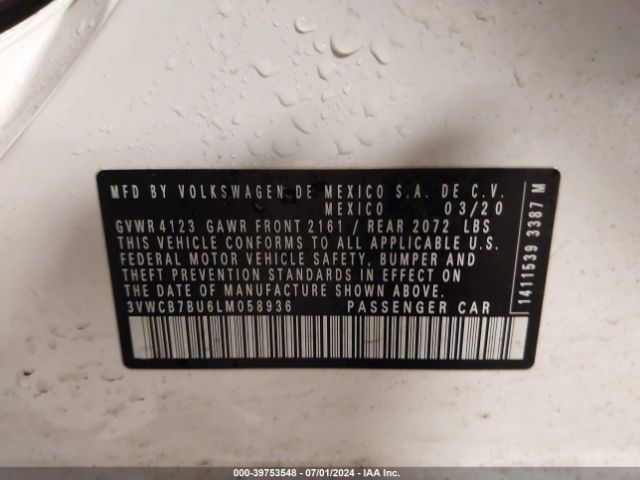 MFD BY VOLKSWAGEN DE MEXICO S.A. DE C.V.
MEXICO 03/20
GVWR 4123 GAWR FRONT 2161 / REAR 2072 LBS
THIS VEHICLE CONFORMS TO ALL APPLICABLE U.S.
FEDERAL MOTOR VEHICLE SAFETY, BUMPER AND
THEFT PREVENTION STANDARDS IN EFFECT ON
THE DATE OF MANUFACTURE SHOWN ABOVE.
3VWCB7BU6LM058936 PASSENGER CAR
1411539 3387 M
000-39753548 - 07/01/2024 - IAA Inc.